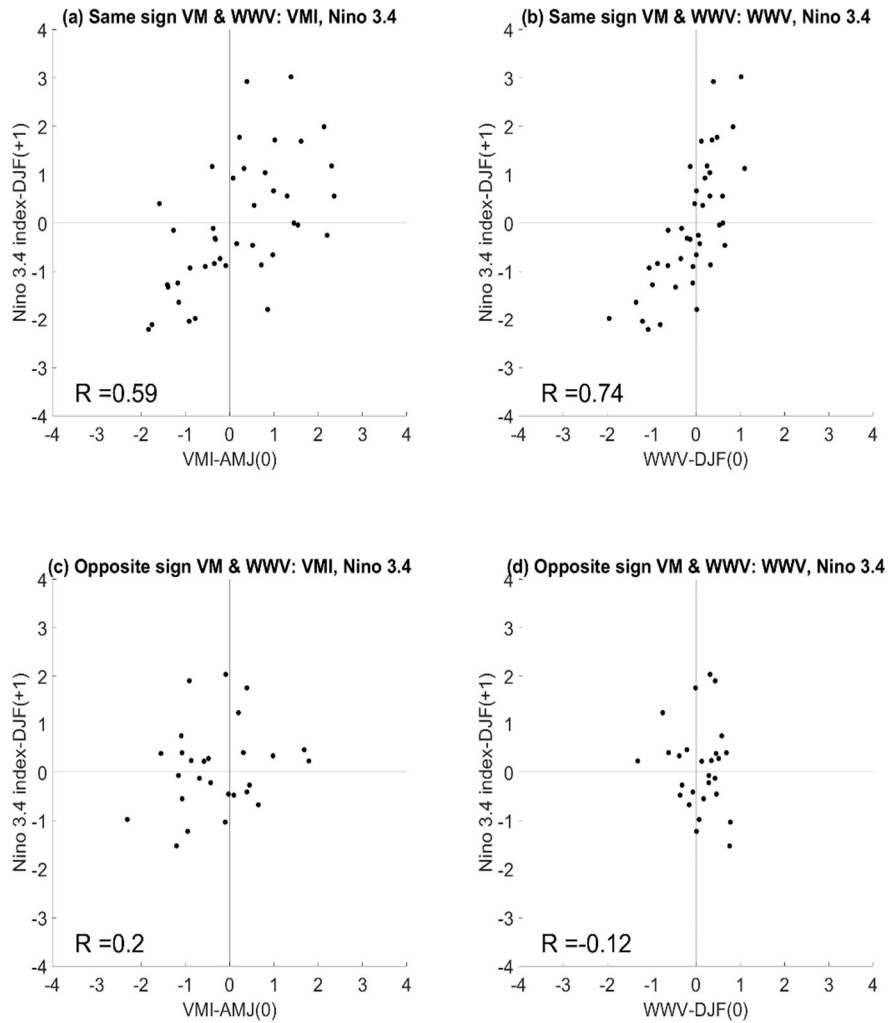 (a) Same sign VM & WWV: VMI, Nino 3.4
4
3
2
1
0
-1
-2
-3
-4
Nino 3.4 index-DJF(+1)
R =0.59
-4 -3 -2 -1 0 1 2 3 4
VMI-AMJ(0)
(b) Same sign VM & WWV: WWV, Nino 3.4
4
3
2
1
0
-1
-2
-3
-4
Nino 3.4 index-DJF(+1)
R =0.74
-4 -3 -2 -1 0 1 2 3 4
WWV-DJF(0)
(c) Opposite sign VM & WWV: VMI, Nino 3.4
4
3
2
1
0
-1
-2
-3
-4
Nino 3.4 index-DJF(+1)
R =0.2
-4 -3 -2 -1 0 1 2 3 4
VMI-AMJ(0)
(d) Opposite sign VM & WWV: WWV, Nino 3.4
4
3
2
1
0
-1
-2
-3
-4
Nino 3.4 index-DJF(+1)
R =-0.12
-4 -3 -2 -1 0 1 2 3 4
WWV-DJF(0)